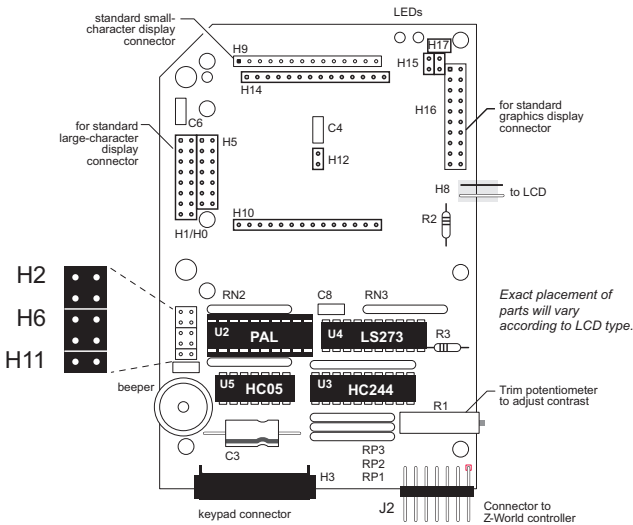 LEDs
standard small-
character display
connector
H9
H17
H15
H14
H16
for standard
graphics display
connector
C6
C4
for standard
large-character
display
connector
H5
H12
H8
to LCD
R2
H10
H1/H0
H2
H6
H11
RN2
C8
RN3
Exact placement of
parts will vary
according to LCD type.
U2 PAL
U4 LS273
R3
beeper
U5 HC05
U3 HC244
Trim potentiometer
to adjust contrast
R1
C3
RP3
RP2
RP1
H3
keypad connector
J2
Connector to
Z-World controller